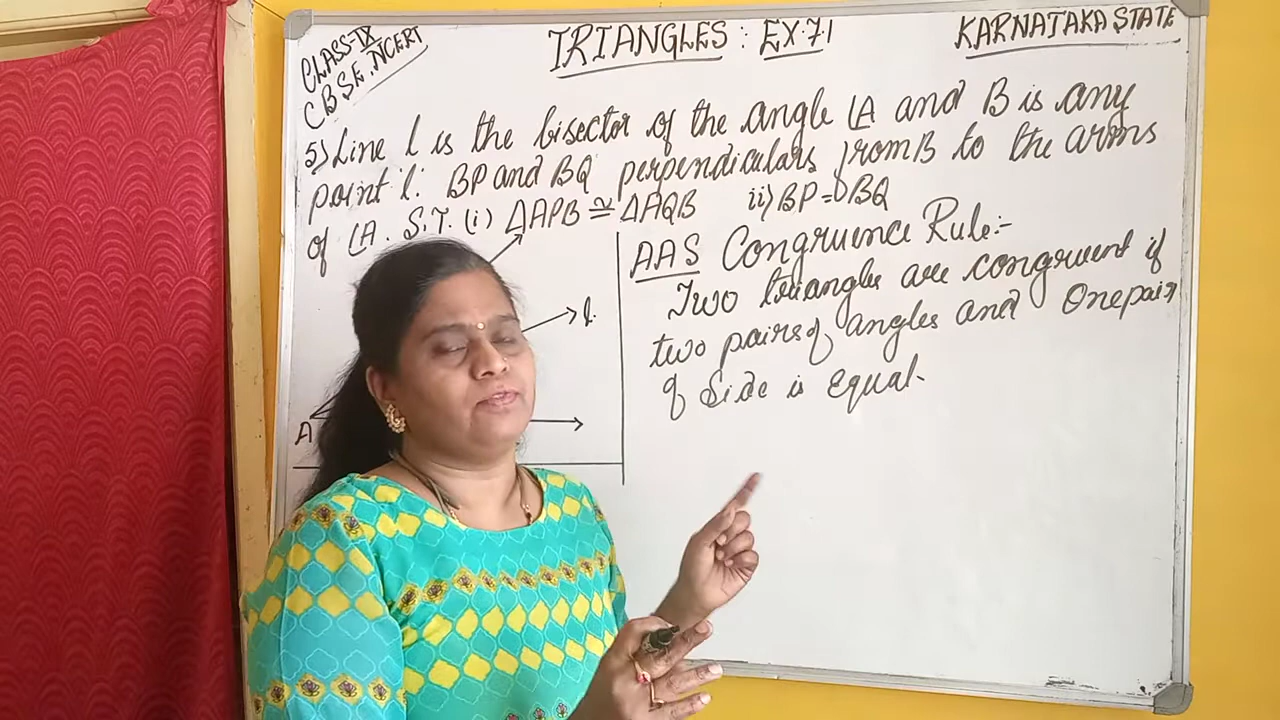 CLASS-IX
CBSE, NCERT
TRIANGLES : EX.7.1
KARNATAKA STATE
5) Line l is the bisector of the angle ∠A and B is any
point l. BP and BQ perpendiculars from B to the arms
of ∠A. S.T. (i) ΔAPB ≅ ΔAQB ii) BP = BQ
AAS Congruence Rule:-
Two triangles are congruent if
two pairs of angles and One pair
of Side is Equal.
l
A